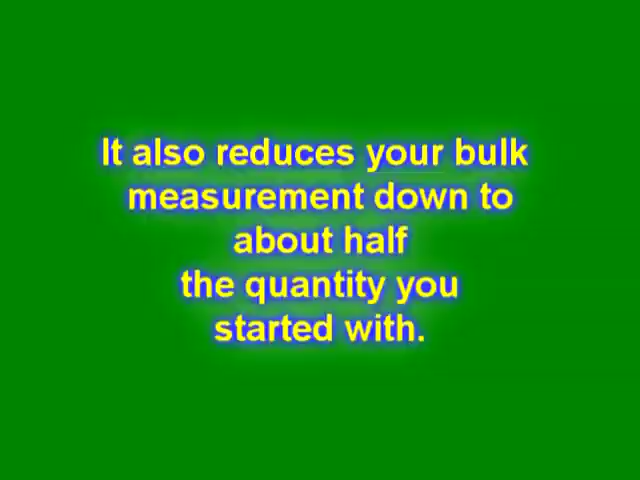 It also reduces your bulk
measurement down to
about half
the quantity you
started with.